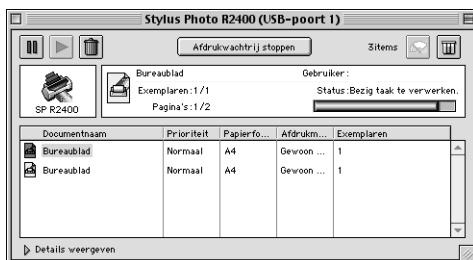 Stylus Photo R2400 (USB-poort 1)
Afdrukwachtrij stoppen
3items
SP R2400
Bureaublad
Gebruiker:
Exemplaren:1/1
Status:Bezig taak te verwerken.
Pagina's:1/2
Documentnaam Prioriteit Papierfo... Afdrukm... Exemplaren
Bureaublad Normaal A4 Gewoon ... 1
Bureaublad Normaal A4 Gewoon ... 1
Details weergeven